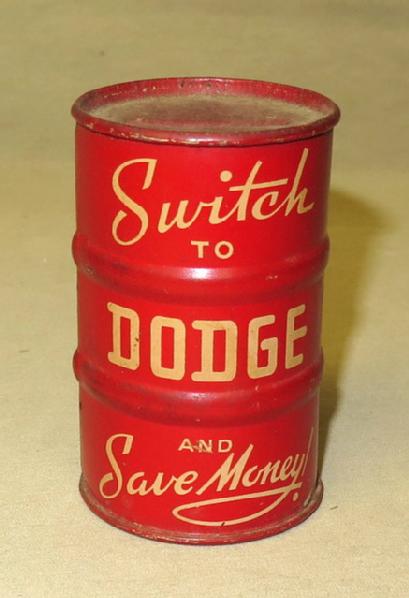 Switch
TO
DODGE
AND
Save Money!